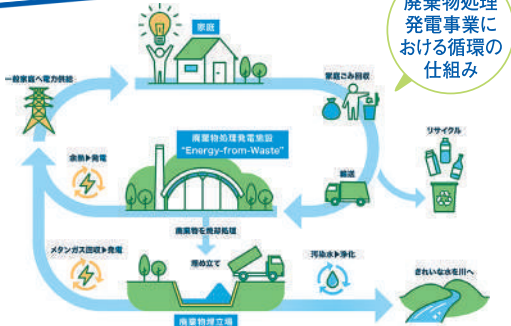 廃棄物処理
発電事業に
おける循環の
仕組み
家庭
一般家庭へ電力供給
家庭ごみ回収
廃棄物処理発電施設
"Energy-from-Waste"
リサイクル
余熱▶発電
輸送
廃棄物を焼却処理
メタンガス回収▶発電
埋め立て
汚染水▶浄化
きれいな水を川へ
廃棄物埋立場